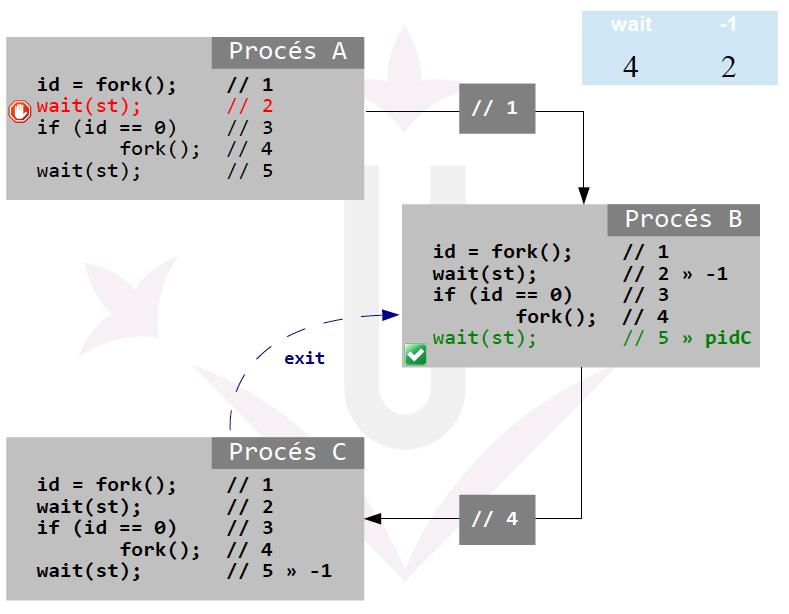 wait -1
4 2
Procés A
id = fork(); // 1
wait(st); // 2
if (id == 0) // 3
fork(); // 4
wait(st); // 5
// 1
Procés B
id = fork(); // 1
wait(st); // 2 » -1
if (id == 0) // 3
fork(); // 4
wait(st); // 5 » pidC
exit
Procés C
id = fork(); // 1
wait(st); // 2
if (id == 0) // 3
fork(); // 4
wait(st); // 5 » -1
// 4